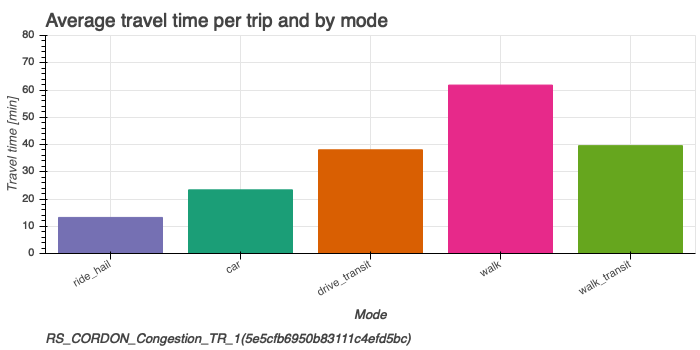 Average travel time per trip and by mode
80
70
60
50
40
30
20
10
0
Travel time [min]
ride_hail
car
drive_transit
walk
walk_transit
Mode
RS_CORDON_Congestion_TR_1(5e5cfb6950b83111c4efd5bc)